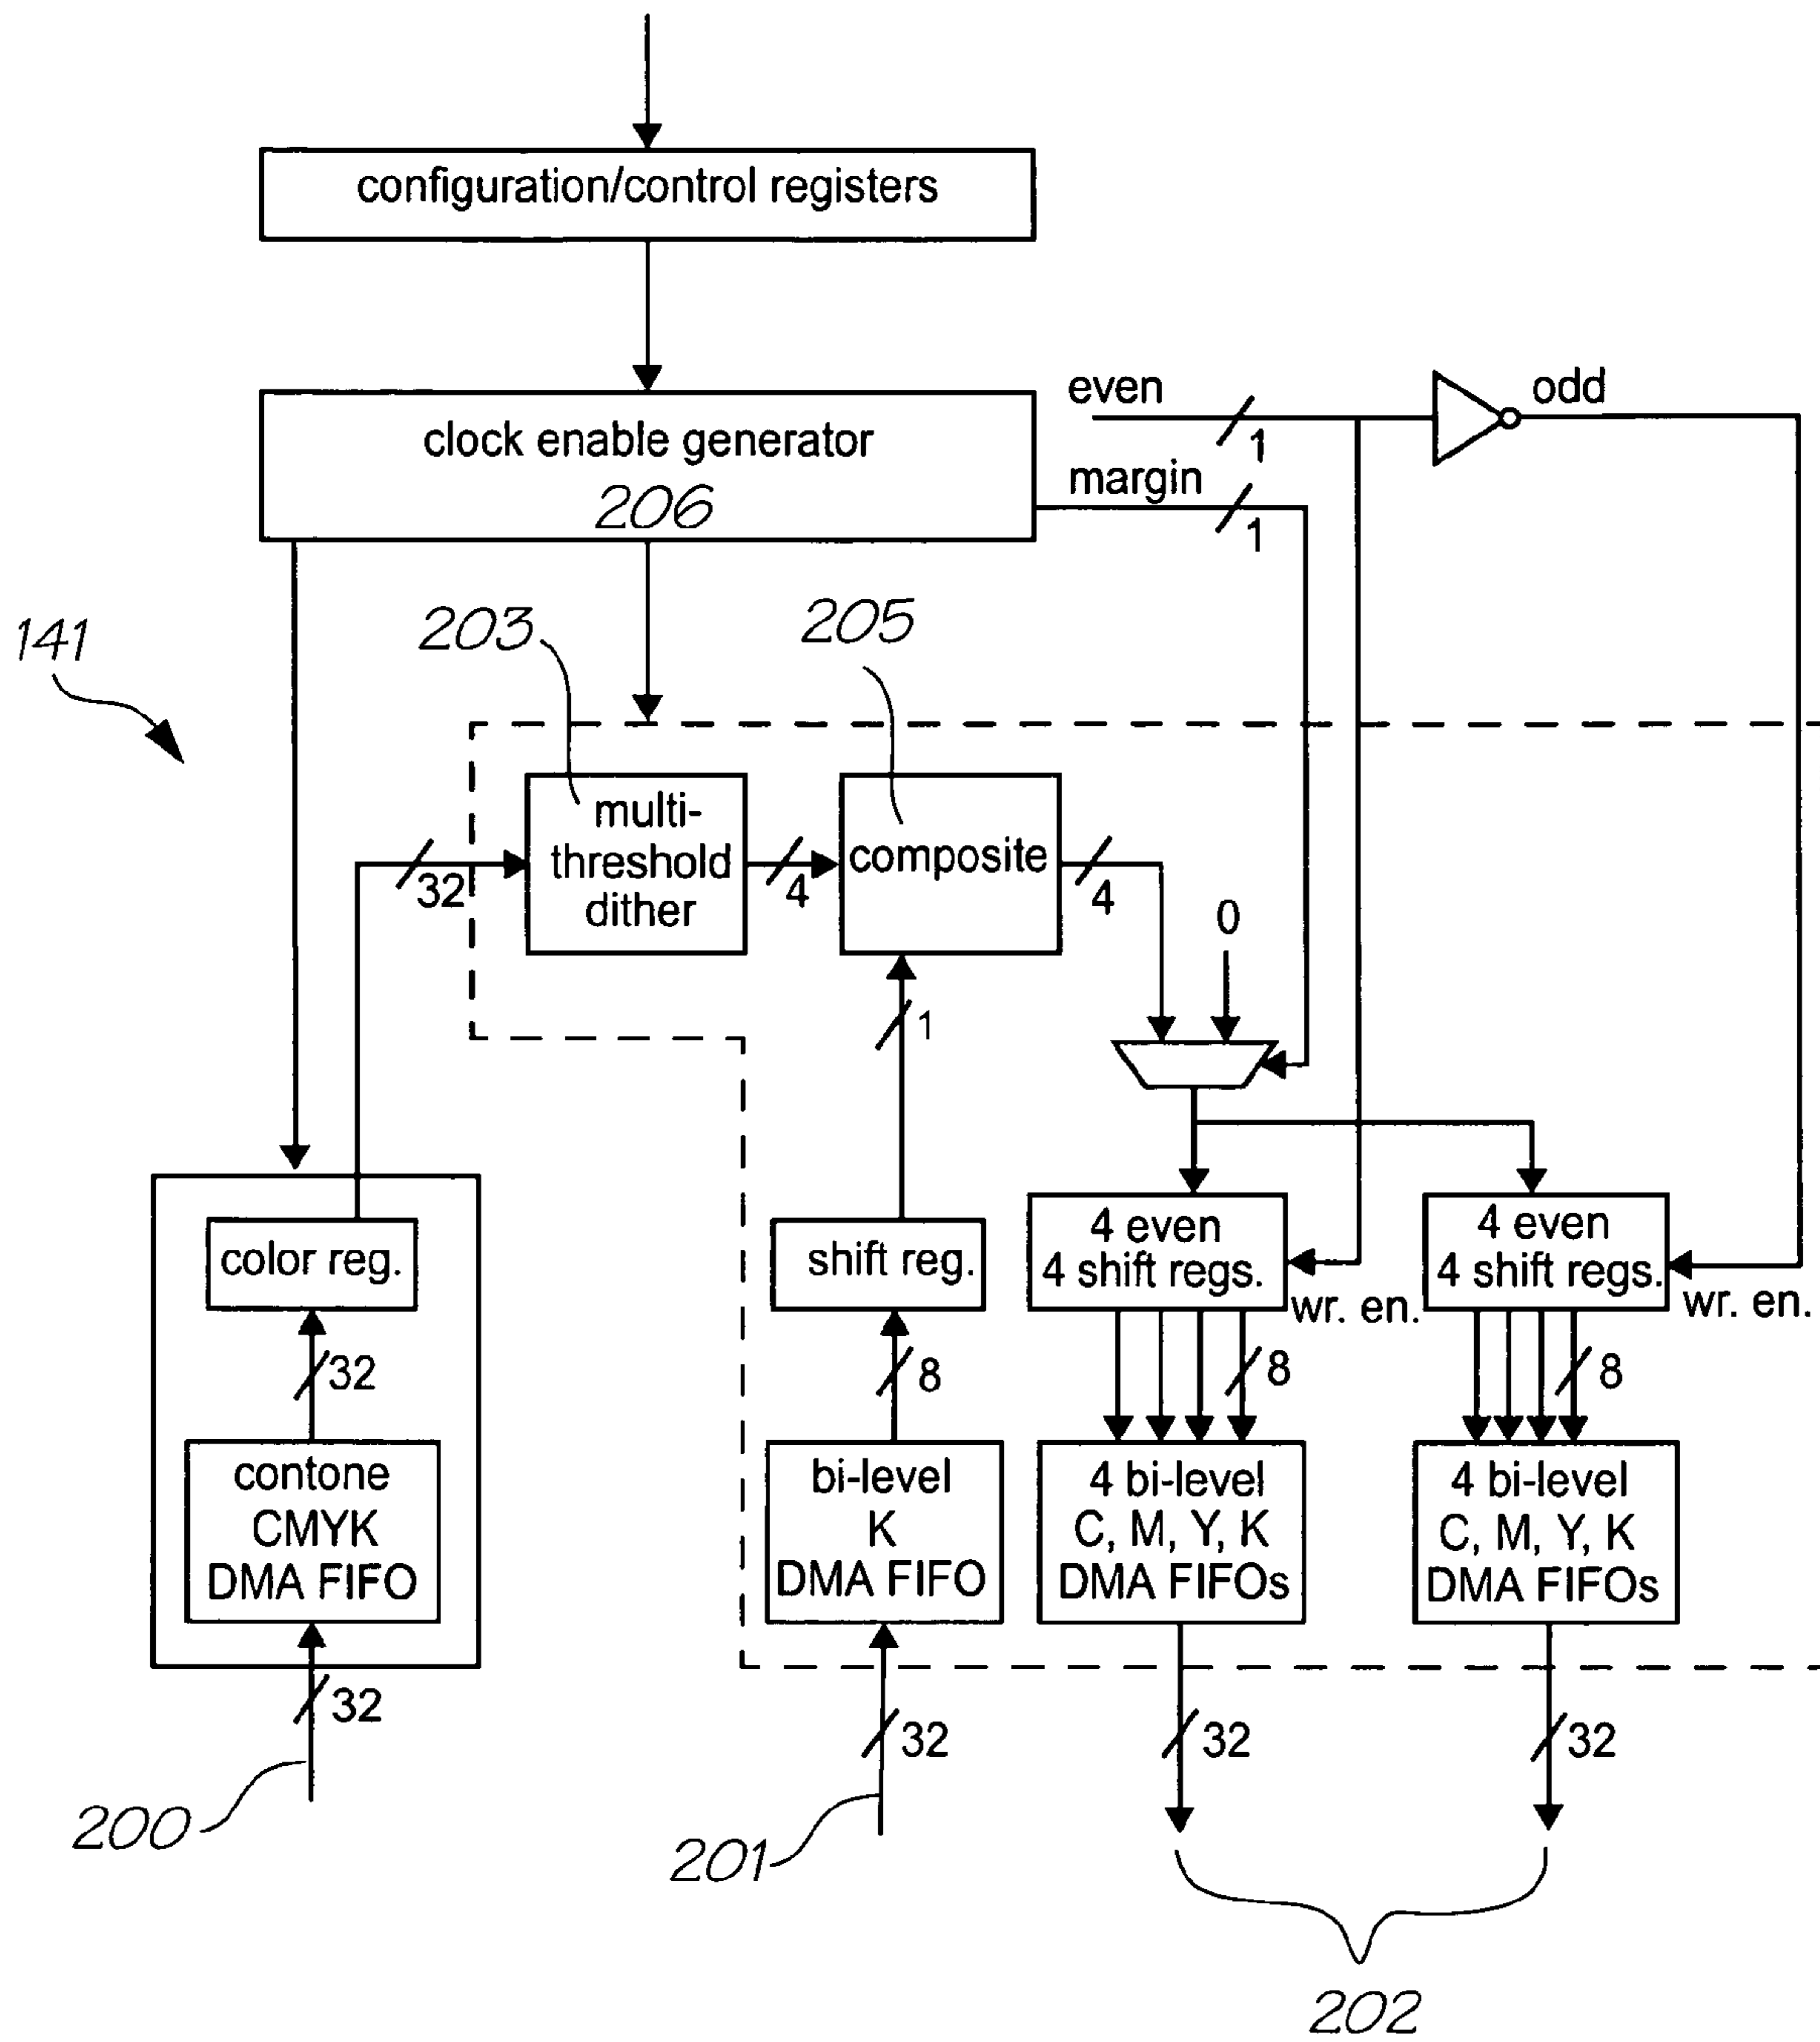 configuration/control registers
even
odd
1
clock enable generator
206
margin
1
141
203
205
multi-
threshold
dither
32
4
composite
4
0
1
color reg.
shift reg.
4 even
4 shift regs.
wr. en.
4 even
4 shift regs.
wr. en.
32
8
8
8
contone
CMYK
DMA FIFO
bi-level
K
DMA FIFO
4 bi-level
C, M, Y, K
DMA FIFOs
4 bi-level
C, M, Y, K
DMA FIFOs
32
32
32
32
200
201
202